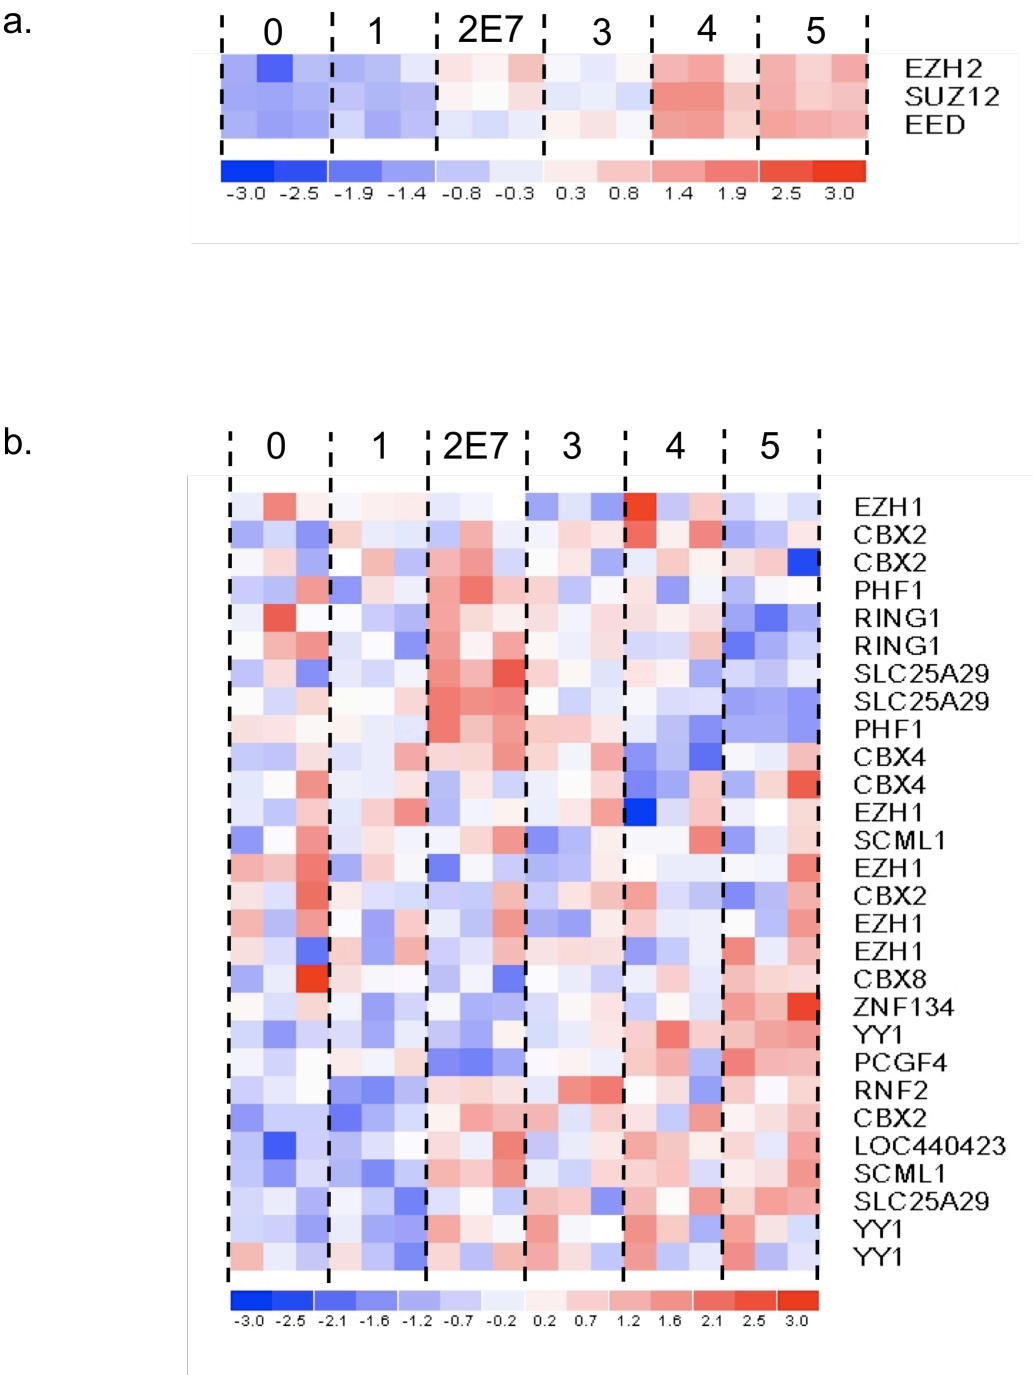 a.
0 1 2E7 3 4 5
EZH2
SUZ12
EED
-3.0 -2.5 -1.9 -1.4 -0.8 -0.3 0.3 0.8 1.4 1.9 2.5 3.0
b.
0 1 2E7 3 4 5
EZH1
CBX2
CBX2
PHF1
RING1
RING1
SLC25A29
SLC25A29
PHF1
CBX4
CBX4
EZH1
SCML1
EZH1
CBX2
EZH1
EZH1
CBX8
ZNF134
YY1
PCGF4
RNF2
CBX2
LOC440423
SCML1
SLC25A29
YY1
YY1
-3.0 -2.5 -2.1 -1.6 -1.2 -0.7 -0.2 0.2 0.7 1.2 1.6 2.1 2.5 3.0